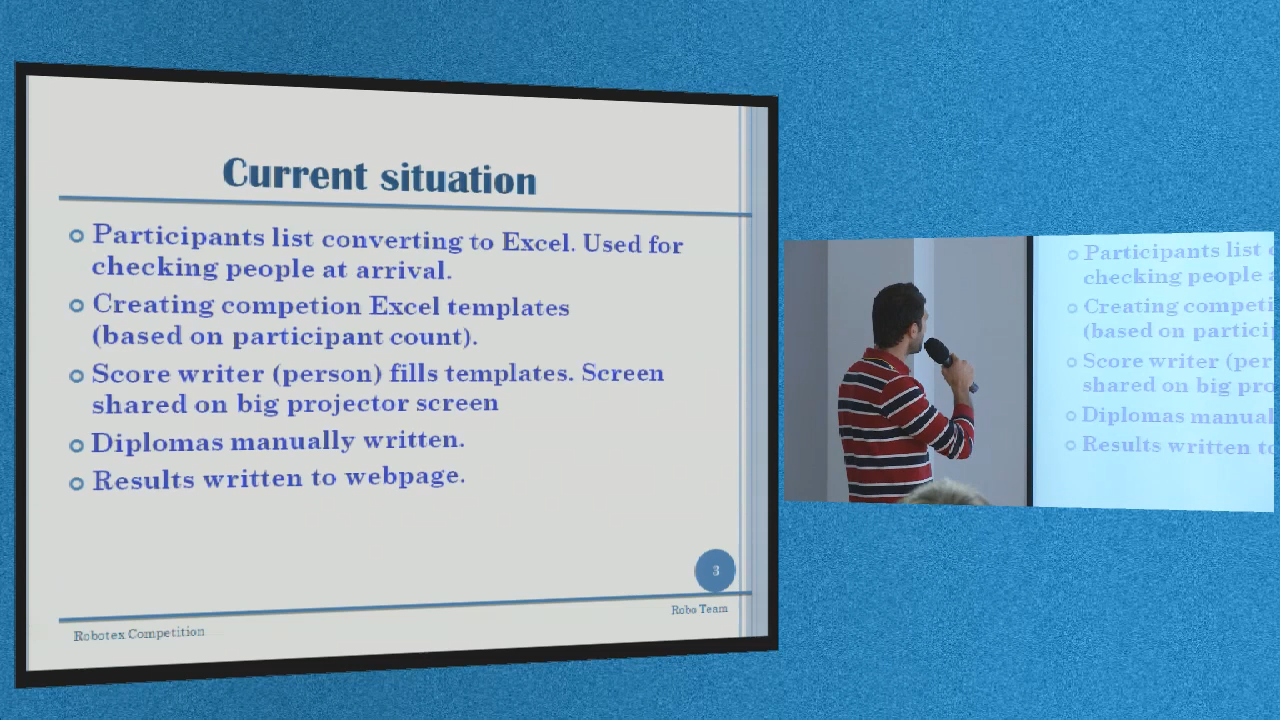 Current situation
Participants list converting to Excel. Used for
checking people at arrival.
Creating competion Excel templates
(based on participant count).
Score writer (person) fills templates. Screen
shared on big projector screen
Diplomas manually written.
Results written to webpage.
3
Robo Team
Robotex Competition
Participants list
checking people a
Creating competi
(based on particip
Score writer (per
shared on big pro
Diplomas manual
Results written to